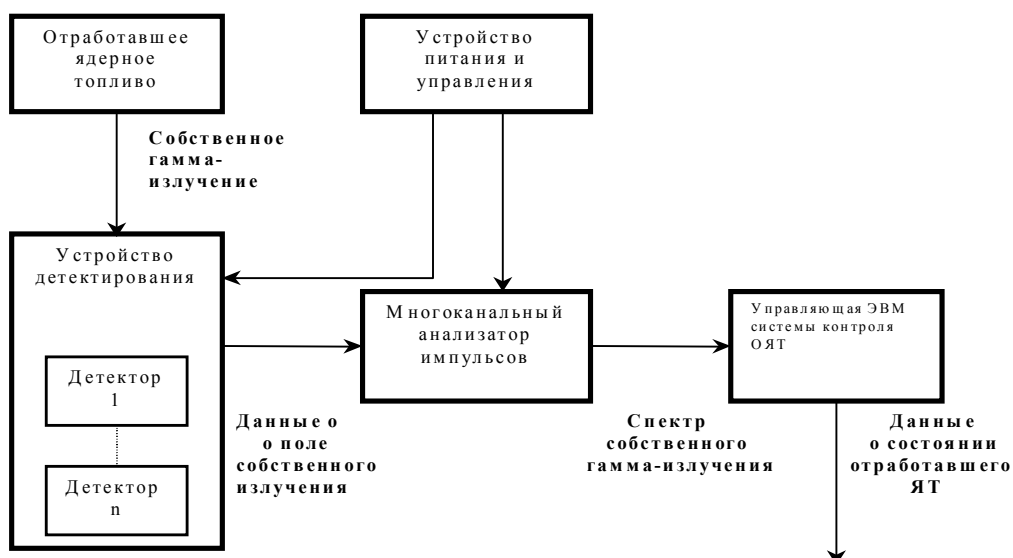 Отработавшее
ядерное
топливо
Устройство
питания и
управления
Собственное
гамма-
излучение
Устройство
детектирования
Многоканальный
анализатор
импульсов
Управляющая ЭВМ
системы контроля
ОЯТ
Детектор
1
Детектор
n
Данные о
о поле
собственного
излучения
Спектр
собственного
гамма-излучения
Данные
о состоянии
отработавшего
ЯТ